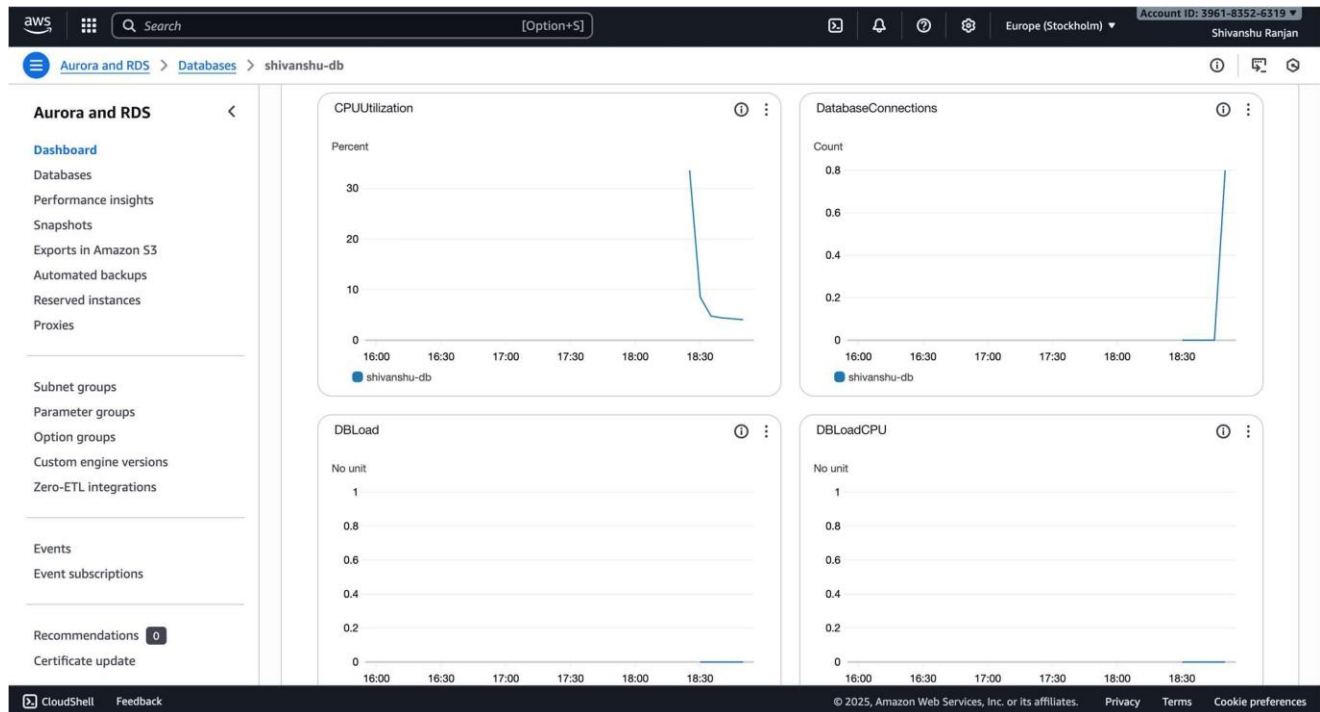 aws
Search [Option+S]
Europe (Stockholm)
Account ID: 3961-8352-6319
Shivanshu Ranjan
Aurora and RDS > Databases > shivanshu-db
Aurora and RDS
Dashboard
Databases
Performance insights
Snapshots
Exports in Amazon S3
Automated backups
Reserved instances
Proxies
Subnet groups
Parameter groups
Option groups
Custom engine versions
Zero-ETL integrations
Events
Event subscriptions
Recommendations 0
Certificate update
CPUUtilization
Percent
30
20
10
0
16:00 16:30 17:00 17:30 18:00 18:30
shivanshu-db
DatabaseConnections
Count
0.8
0.6
0.4
0.2
0
16:00 16:30 17:00 17:30 18:00 18:30
shivanshu-db
DBLoad
No unit
1
0.8
0.6
0.4
0.2
0
16:00 16:30 17:00 17:30 18:00 18:30
DBLoadCPU
No unit
1
0.8
0.6
0.4
0.2
0
16:00 16:30 17:00 17:30 18:00 18:30
CloudShell Feedback © 2025, Amazon Web Services, Inc. or its affiliates. Privacy Terms Cookie preferences